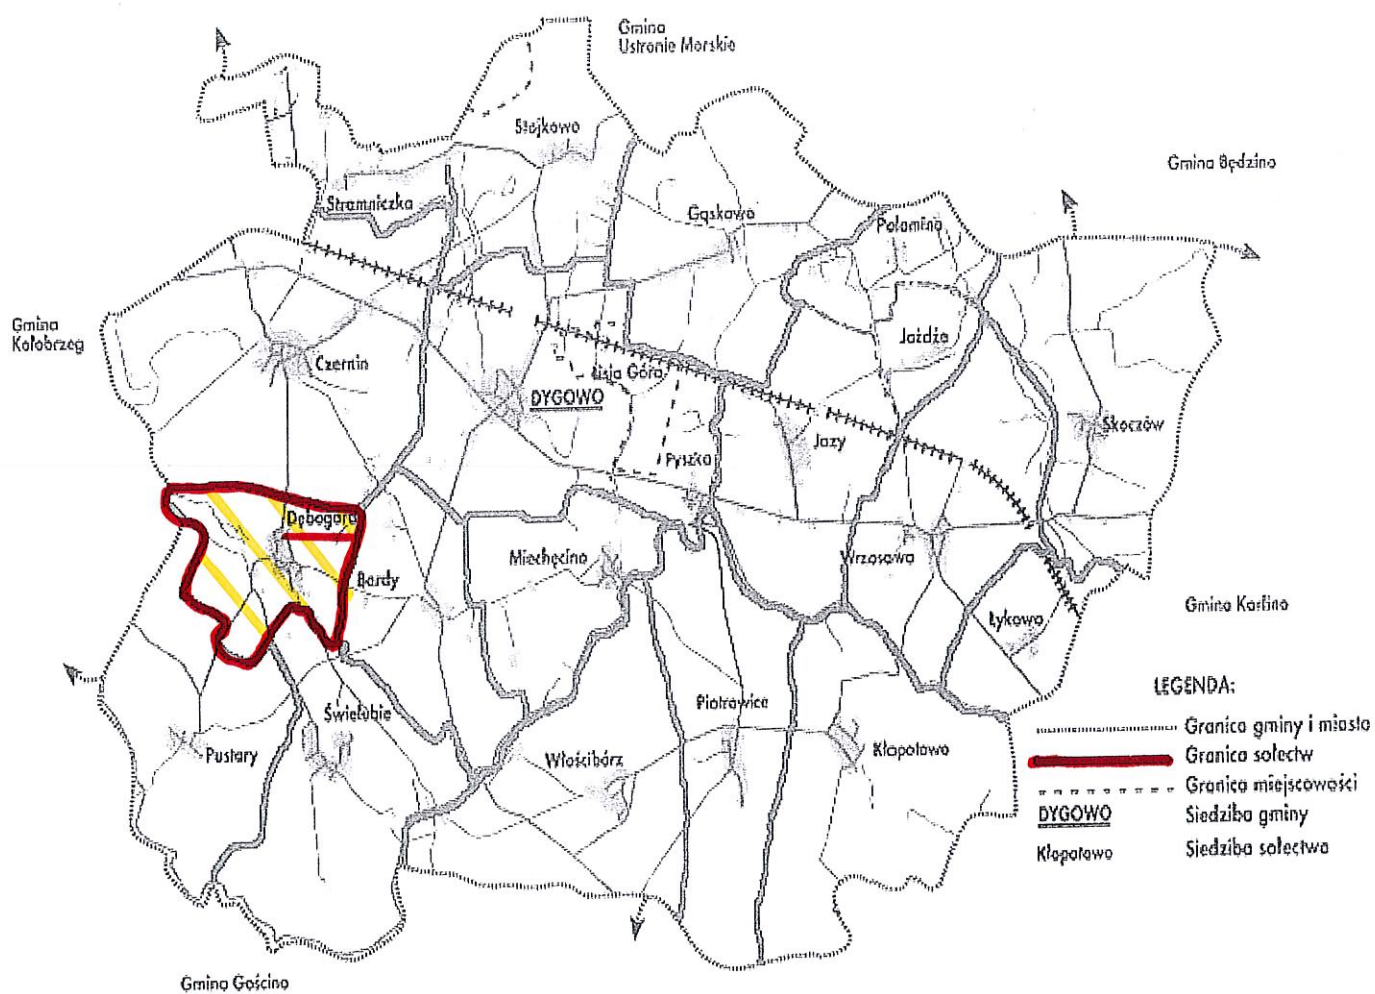 Gmina
Ustronie Morskie
Stojkowo
Gmina Będzino
Stramniczka
Gąskowo
Połomino
Gmina
Kołobrzeg
Jażdże
Czernin
Lisia Góra
DYGOWO
Skoczów
Jazy
Pyszka
Dębogard
Miechęcino
Wrzosowo
Bardy
Gmina Karlino
Łykowo
LEGENDA:
Piotrowice
Świelubie
Granica gminy i miasta
Pustary
Kłopotowo
Włościbórz
Granica sołectw
Granica miejscowości
DYGOWO Siedziba gminy
Kłopotowo Siedziba sołectwa
Gmina Gościno